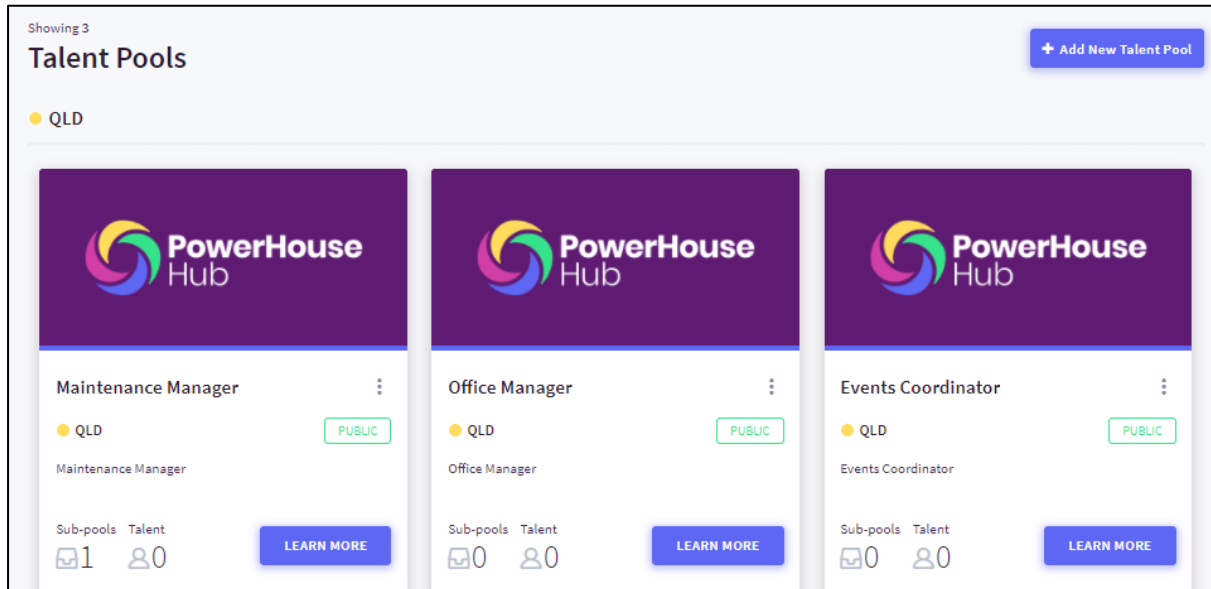 Showing 3
Talent Pools
+ Add New Talent Pool
QLD
PowerHouse
Hub
PowerHouse
Hub
PowerHouse
Hub
Maintenance Manager
QLD
PUBLIC
Maintenance Manager
Sub-pools Talent
1 0
LEARN MORE
Office Manager
QLD
PUBLIC
Office Manager
Sub-pools Talent
0 0
LEARN MORE
Events Coordinator
QLD
PUBLIC
Events Coordinator
Sub-pools Talent
0 0
LEARN MORE